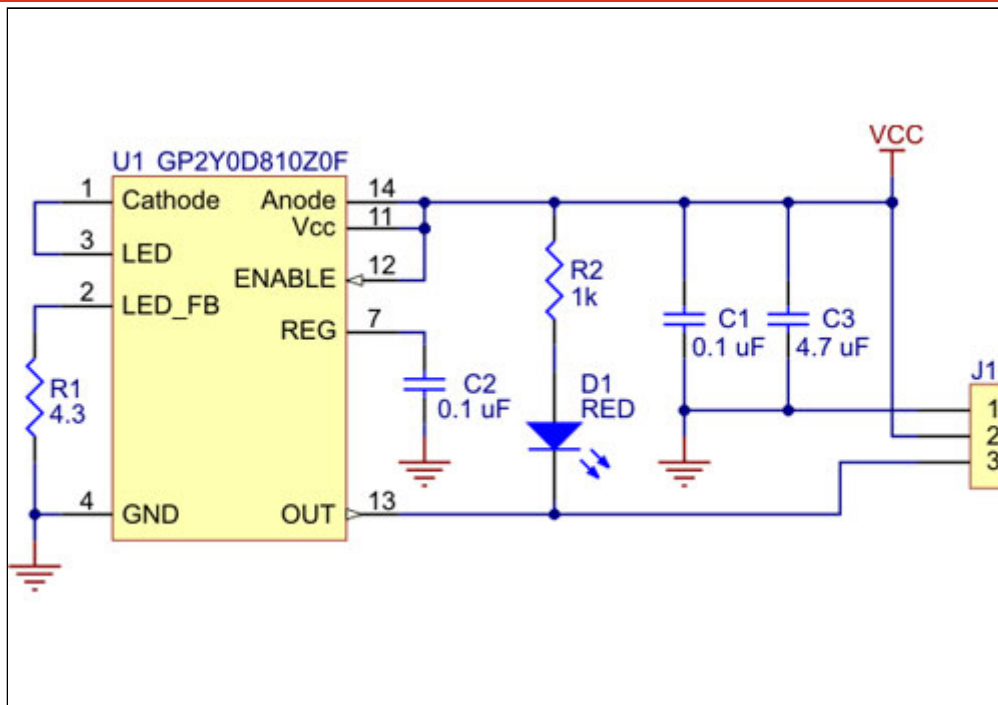 VCC
U1 GP2Y0D810Z0F
1 Cathode Anode 14
Vcc 11
3 LED
ENABLE 12
2 LED_FB
REG 7
R2
1k
C1
0.1 uF
C3
4.7 uF
J1
R1
4.3
C2
0.1 uF
D1
RED
1
2
3
4 GND OUT 13